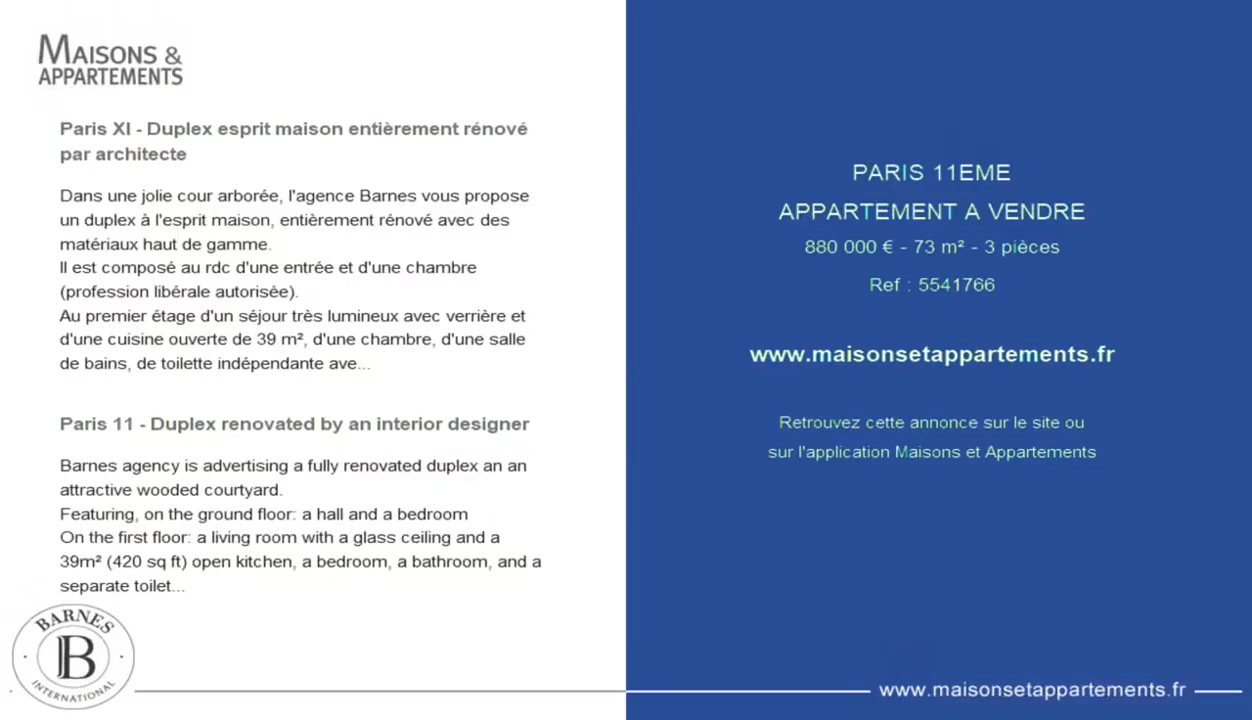 MAISONS &
APPARTEMENTS
Paris XI - Duplex esprit maison entièrement rénové
par architecte
Dans une jolie cour arborée, l'agence Barnes vous propose
un duplex à l'esprit maison, entièrement rénové avec des
matériaux haut de gamme.
Il est composé au rdc d'une entrée et d'une chambre
(profession libérale autorisée).
Au premier étage d'un séjour très lumineux avec verrière et
d'une cuisine ouverte de 39 m², d'une chambre, d'une salle
de bains, de toilette indépendante ave...
Paris 11 - Duplex renovated by an interior designer
Barnes agency is advertising a fully renovated duplex an an
attractive wooded courtyard.
Featuring, on the ground floor: a hall and a bedroom
On the first floor: a living room with a glass ceiling and a
39m² (420 sq ft) open kitchen, a bedroom, a bathroom, and a
separate toilet...
BARNES
B
INTERNATIONAL
PARIS 11EME
APPARTEMENT A VENDRE
880 000 € - 73 m² - 3 pièces
Ref : 5541766
www.maisonsetappartements.fr
Retrouvez cette annonce sur le site ou
sur l'application Maisons et Appartements
www.maisonsetappartements.fr